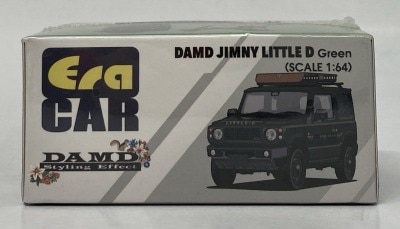 DAMD JIMNY LITTLE D Green
(SCALE 1:64)
Era
CAR
DAMD
Styling Effect